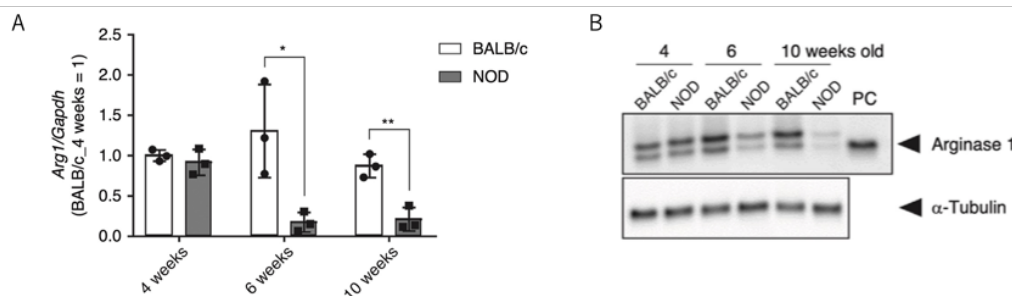 A
Arg1/Gapdh
(BALB/c_4 weeks = 1)
2.5
2.0
1.5
1.0
0.5
0.0
*
**
BALB/c
NOD
4 weeks
6 weeks
10 weeks
B
4 6 10 weeks old
BALB/c NOD BALB/c NOD BALB/c NOD PC
Arginase 1
α-Tubulin